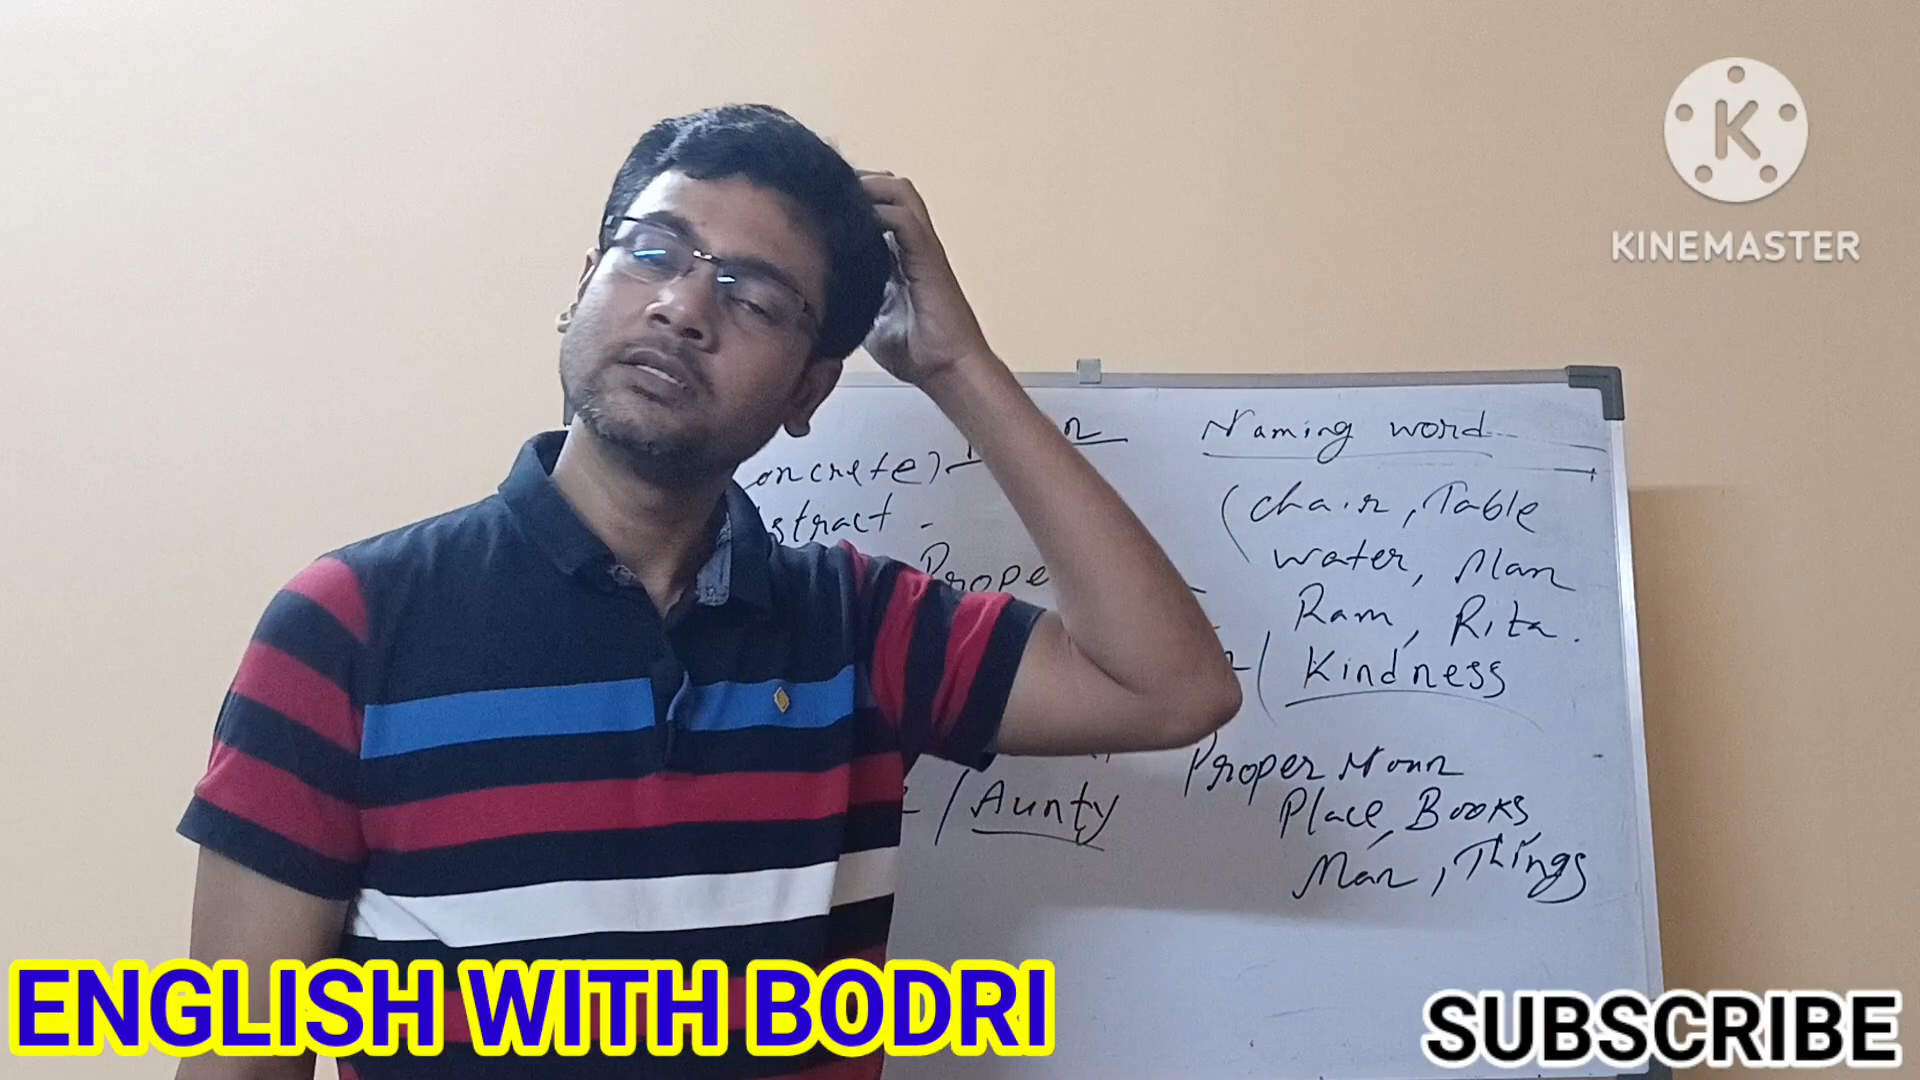 K
KINEMASTER
Naming word
oncrete)
stract -
Prope
(chair, Table
water, Man
Ram, Rita.
Kindness
Proper Noun
Place, Books,
Man, Things
/ Aunty
ENGLISH WITH BODRI
SUBSCRIBE